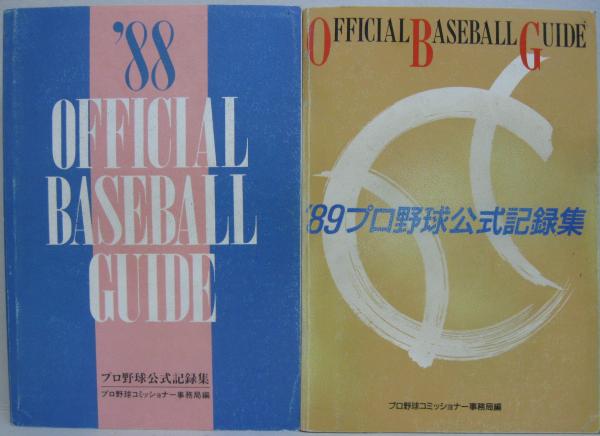 '88
OFFICIAL
BASEBALL
GUIDE
プロ野球公式記録集
プロ野球コミッショナー事務局編
OFFICIAL BASEBALL GUIDE
'89プロ野球公式記録集
プロ野球コミッショナー事務局編